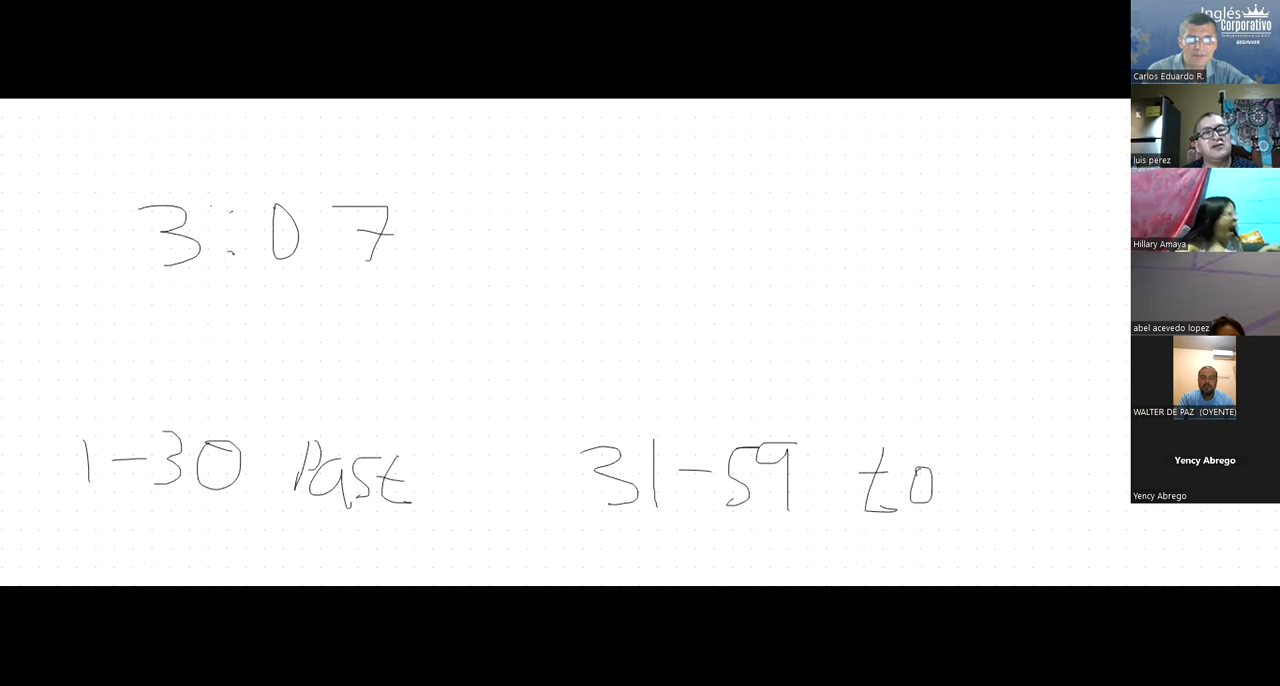 3:07
1-30 Past 31-59 to
Inglés
Corporativo
BEGINNER
Carlos Eduardo R.
luis perez
Hillary Amaya
abel acevedo lopez
WALTER DE PAZ (OYENTE)
Yency Abrego
Yency Abrego